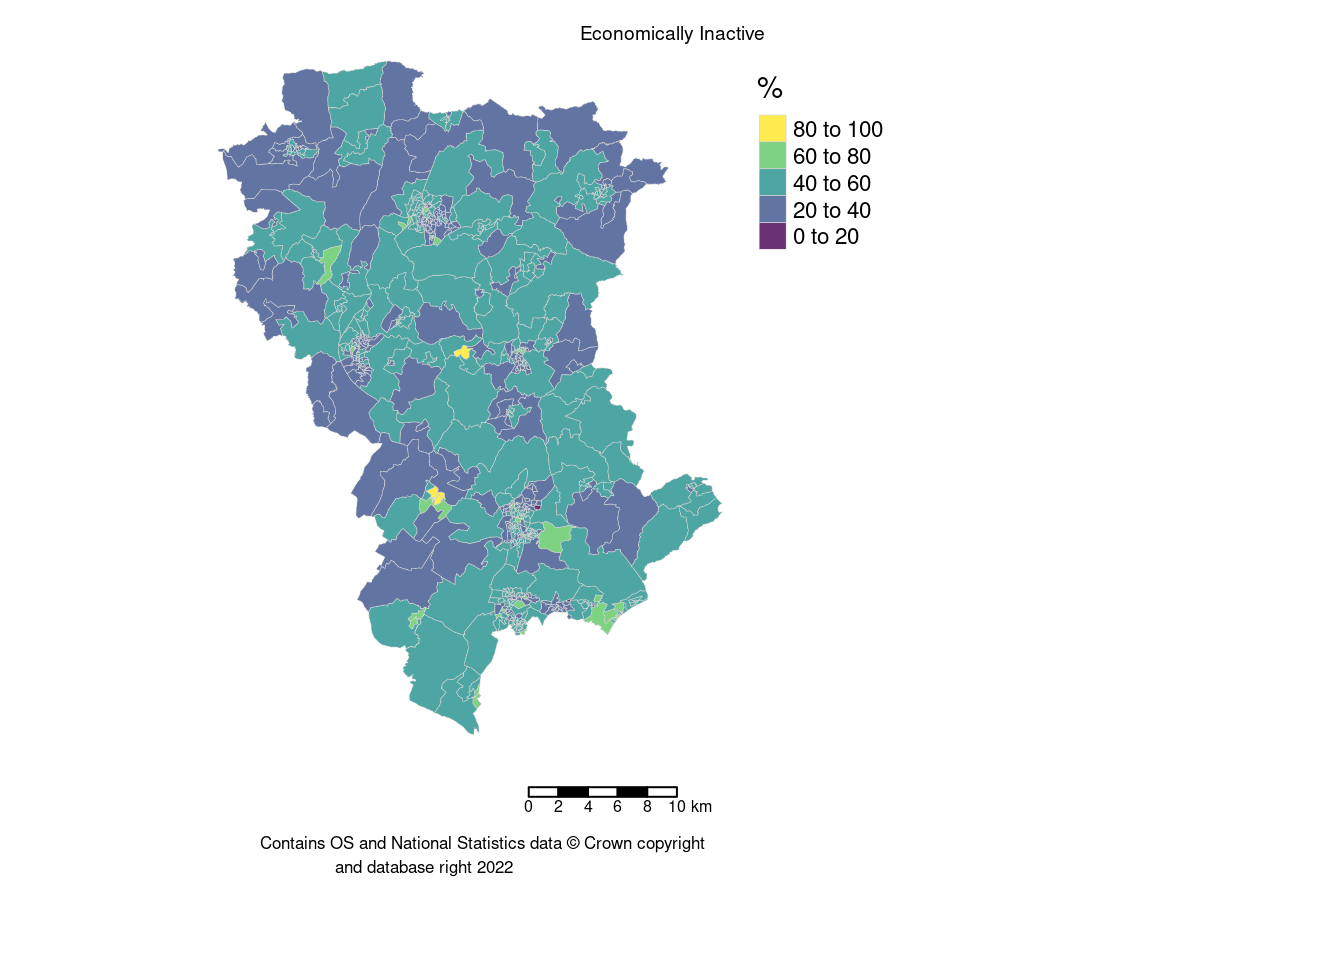 Economically Inactive
%
80 to 100
60 to 80
40 to 60
20 to 40
0 to 20
0 2 4 6 8 10 km
Contains OS and National Statistics data © Crown copyright
and database right 2022